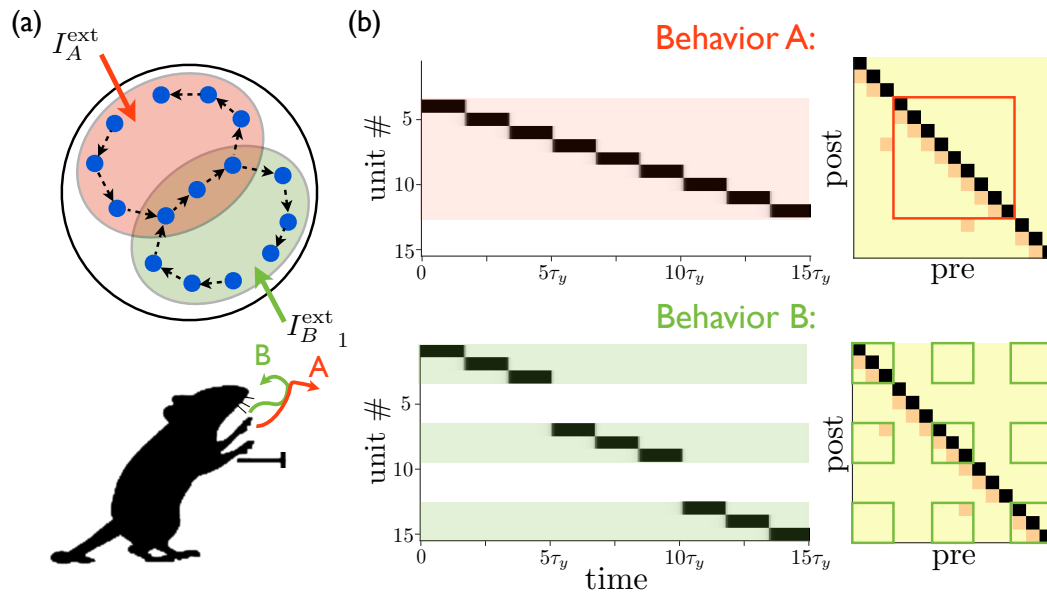 (a)
I_A^ext
I_B^ext 1
B
A
(b)
Behavior A:
unit #
5
10
15
0
5τ_y
10τ_y
15τ_y
post
pre
Behavior B:
unit #
5
10
15
0
5τ_y
10τ_y
15τ_y
time
post
pre